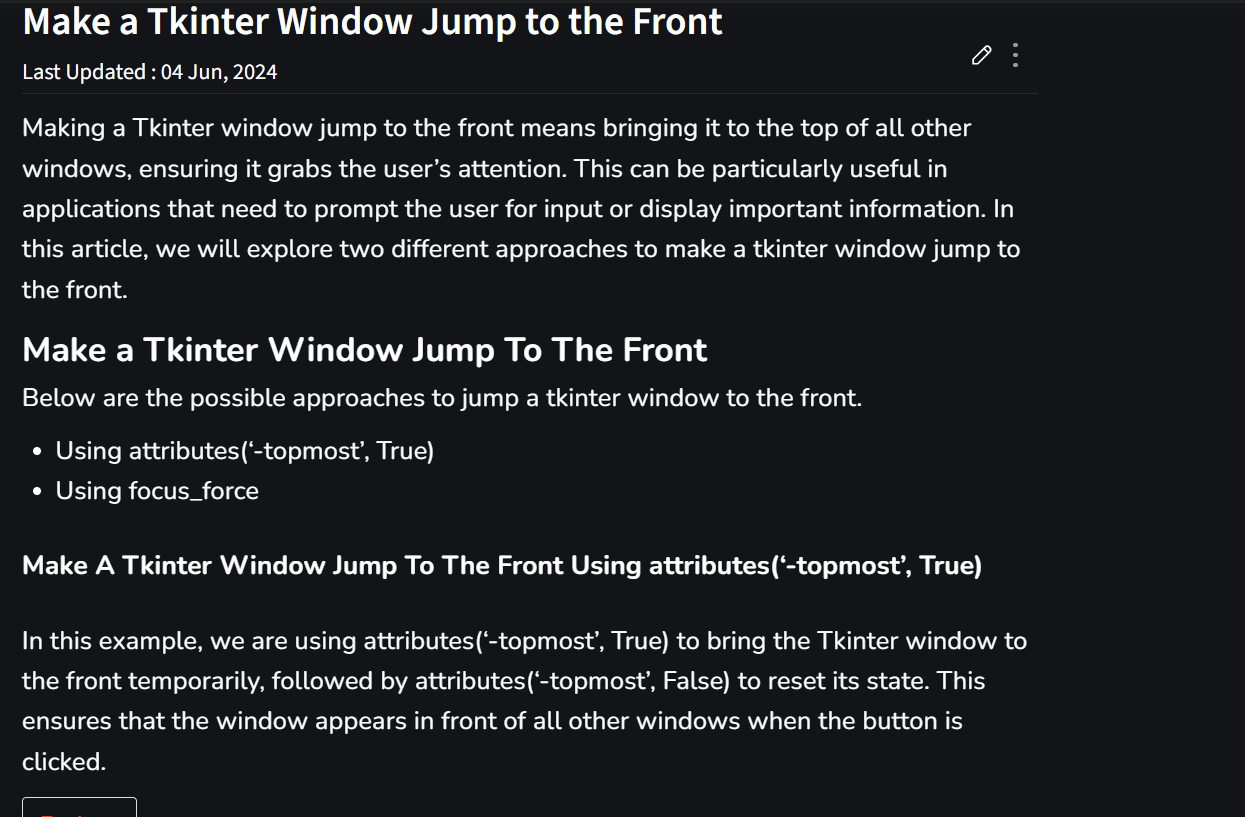 Make a Tkinter Window Jump to the Front
Last Updated : 04 Jun, 2024
Making a Tkinter window jump to the front means bringing it to the top of all other
windows, ensuring it grabs the user’s attention. This can be particularly useful in
applications that need to prompt the user for input or display important information. In
this article, we will explore two different approaches to make a tkinter window jump to
the front.
Make a Tkinter Window Jump To The Front
Below are the possible approaches to jump a tkinter window to the front.
• Using attributes(‘-topmost’, True)
• Using focus_force
Make A Tkinter Window Jump To The Front Using attributes(‘-topmost’, True)
In this example, we are using attributes(‘-topmost’, True) to bring the Tkinter window to
the front temporarily, followed by attributes(‘-topmost’, False) to reset its state. This
ensures that the window appears in front of all other windows when the button is
clicked.